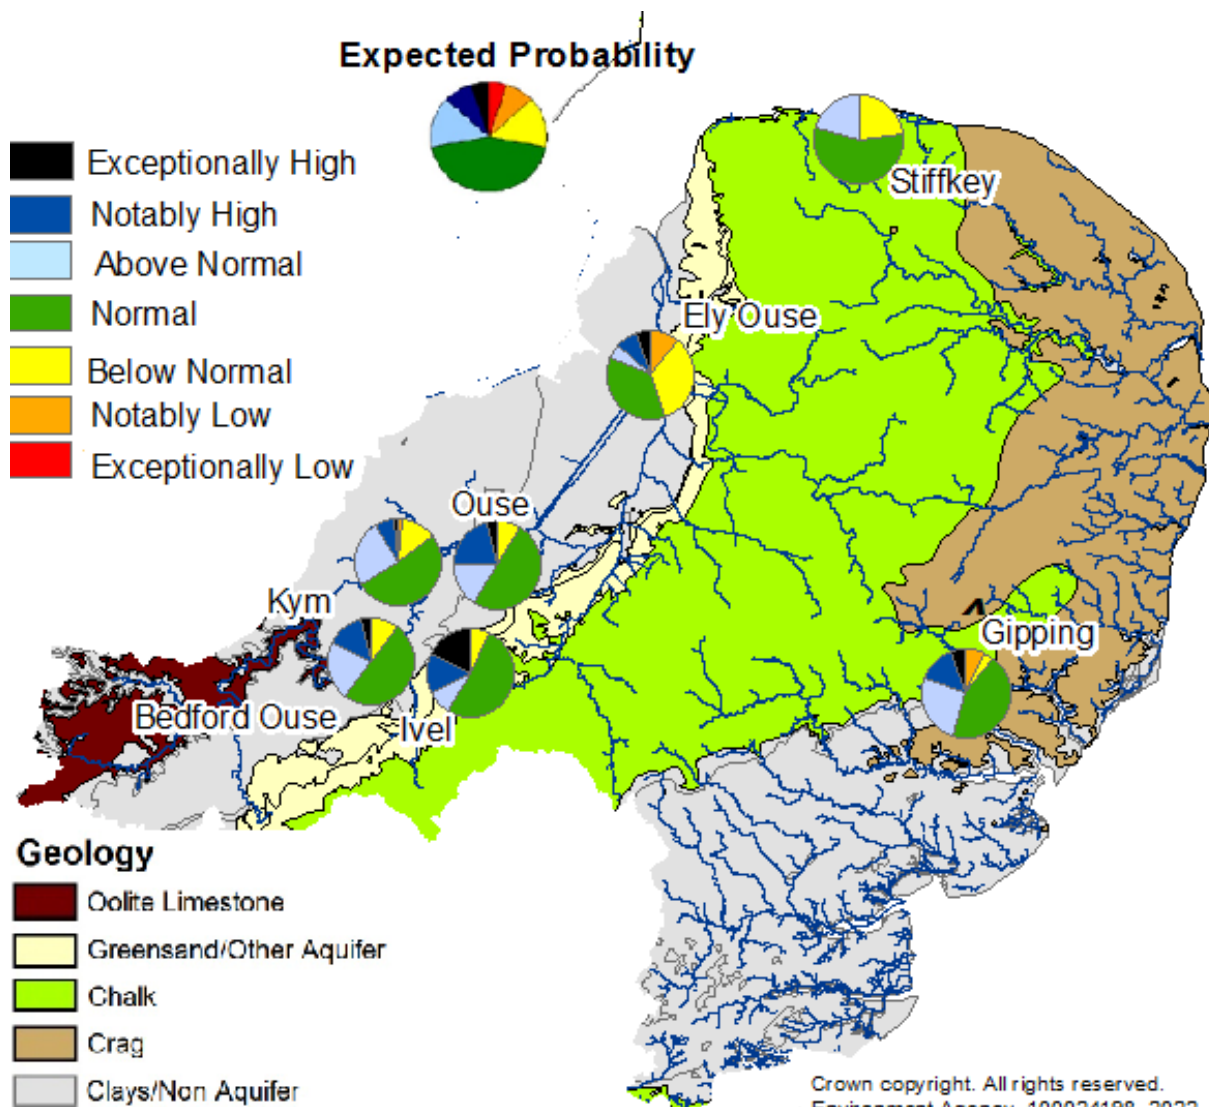 Expected Probability
Exceptionally High
Notably High
Above Normal
Normal
Below Normal
Notably Low
Exceptionally Low
Stiffkey
Ely Ouse
Ouse
Kym
Gipping
Bedford Ouse
Ivel
Geology
Oolite Limestone
Greensand/Other Aquifer
Chalk
Crag
Clays/Non Aquifer
Crown copyright. All rights reserved.
Environment Agency,